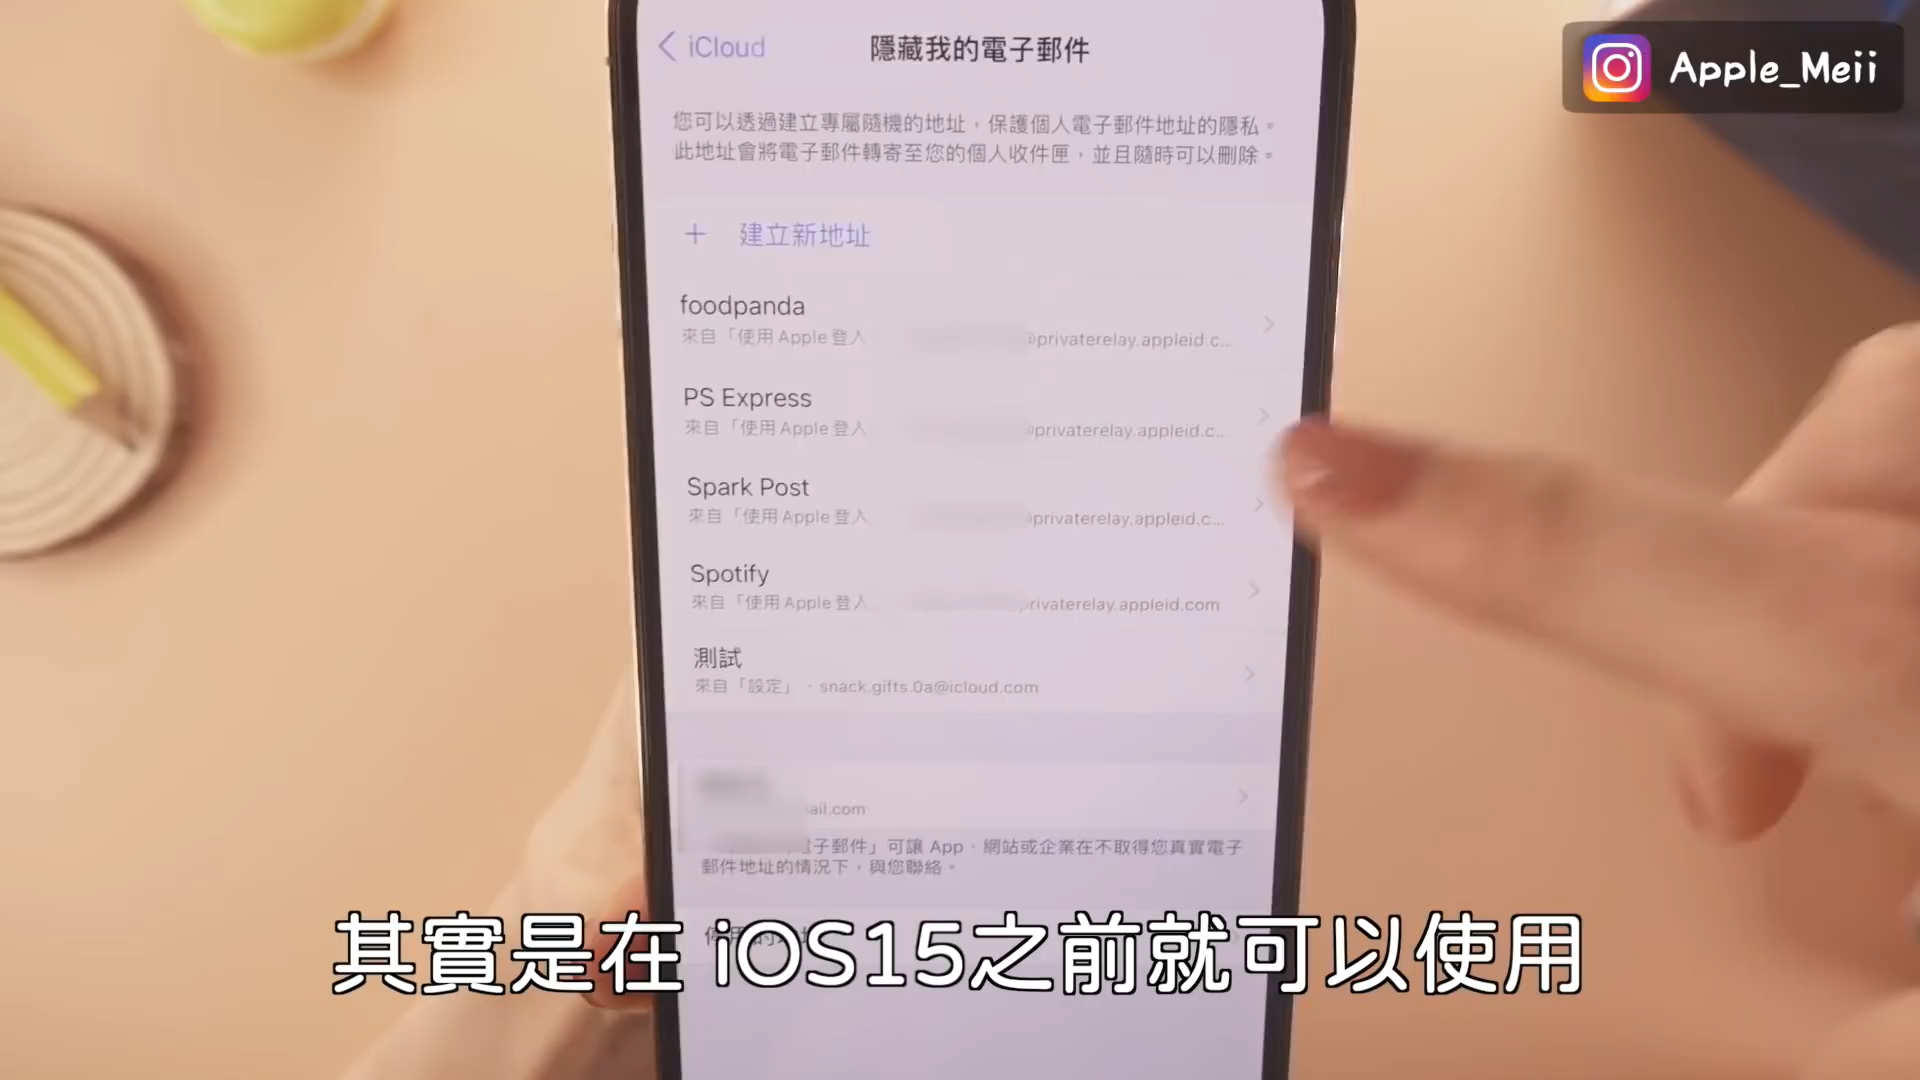 iCloud
隱藏我的電子郵件
Apple_Meii
您可以透過建立專屬隨機的地址，保護個人電子郵件地址的隱私。
此地址會將電子郵件轉寄至您的個人收件匣，並且隨時可以刪除。
+ 建立新地址
foodpanda
來自「使用 Apple 登入 @privaterelay.appleid.c...
PS Express
來自「使用 Apple 登入 @privaterelay.appleid.c...
Spark Post
來自「使用 Apple 登入 privaterelay.appleid.c...
Spotify
來自「使用 Apple 登入 privaterelay.appleid.com
測試
來自「設定」・snack.gifts.0a@icloud.com
ail.com
電子郵件」可讓 App、網站或企業在不取得您真實電子
郵件地址的情況下，與您聯絡。
其實是在 iOS15之前就可以使用